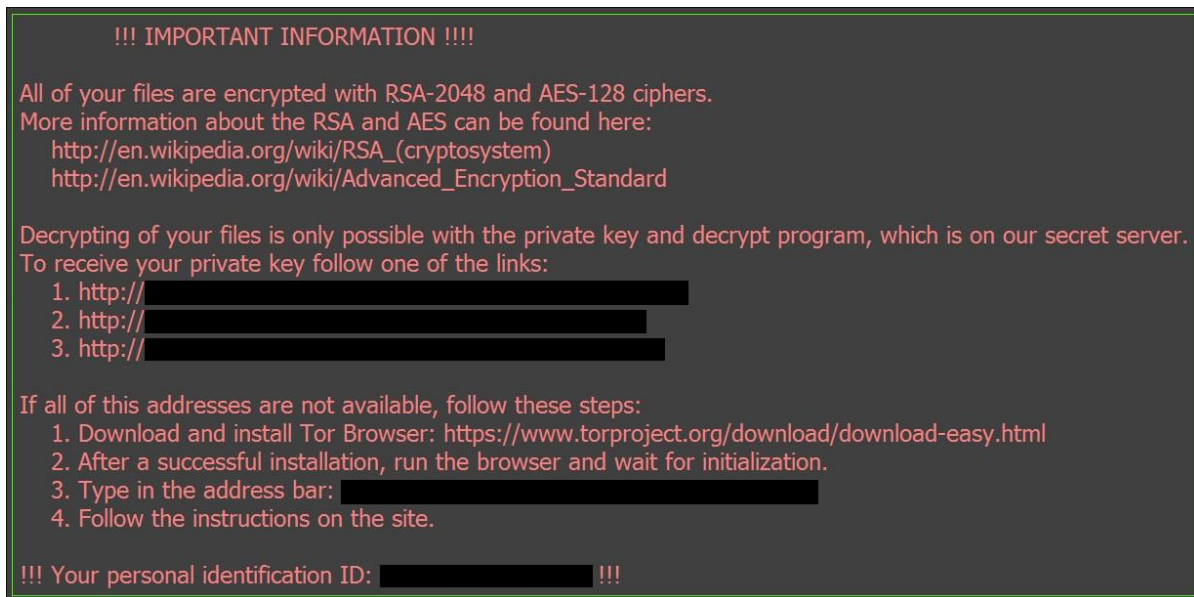 !!! IMPORTANT INFORMATION !!!!
All of your files are encrypted with RSA-2048 and AES-128 ciphers.
More information about the RSA and AES can be found here:
http://en.wikipedia.org/wiki/RSA_(cryptosystem)
http://en.wikipedia.org/wiki/Advanced_Encryption_Standard
Decrypting of your files is only possible with the private key and decrypt program, which is on our secret server.
To receive your private key follow one of the links:
1. http://
2. http://
3. http://
If all of this addresses are not available, follow these steps:
1. Download and install Tor Browser: https://www.torproject.org/download/download-easy.html
2. After a successful installation, run the browser and wait for initialization.
3. Type in the address bar:
4. Follow the instructions on the site.
!!! Your personal identification ID: !!!